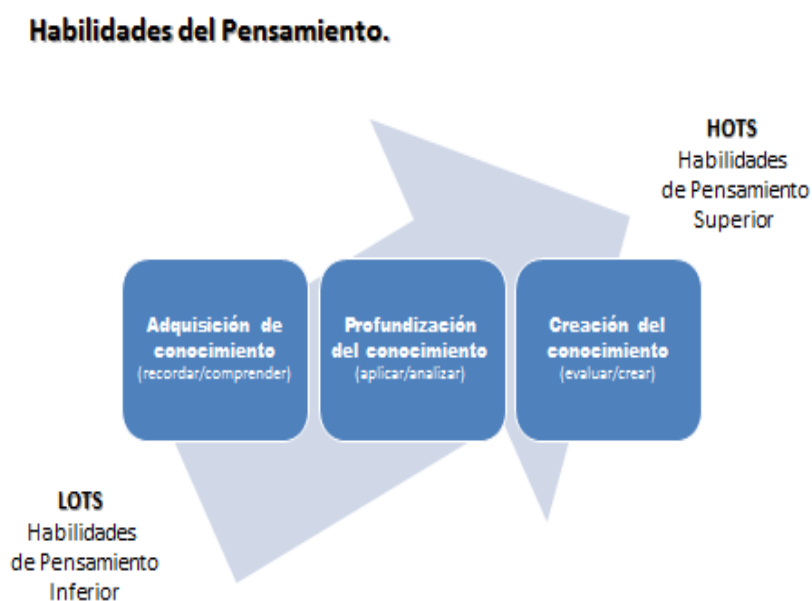 Habilidades del Pensamiento.
HOTS
Habilidades
de Pensamiento
Superior
Adquisición de
conocimiento
(recordar/comprender)
Profundización
del conocimiento
(aplicar/analizar)
Creación del
conocimiento
(evaluar/crear)
LOTS
Habilidades
de Pensamiento
Inferior